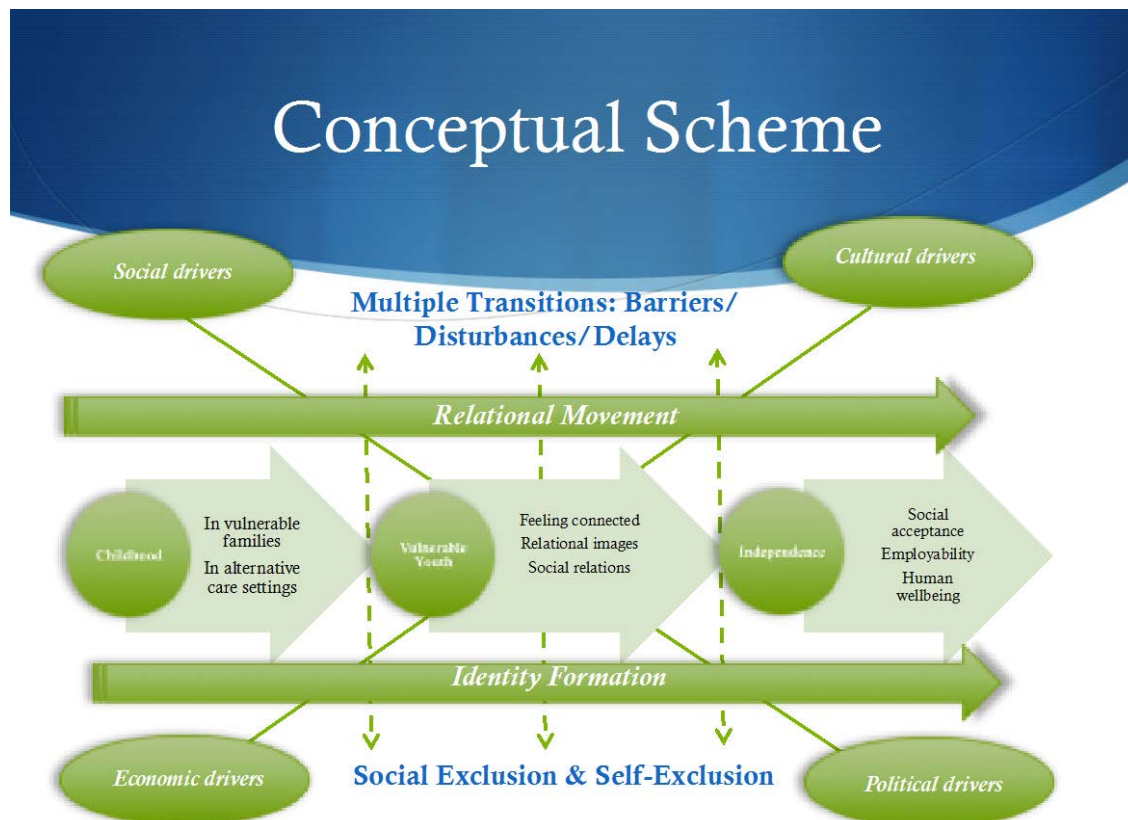 Conceptual Scheme
Social drivers
Cultural drivers
Multiple Transitions: Barriers/
Disturbances/Delays
Relational Movement
Childhood
In vulnerable
families
In alternative
care settings
Vulnerable
Youth
Feeling connected
Relational images
Social relations
Independence
Social
acceptance
Employability
Human
wellbeing
Identity Formation
Economic drivers
Social Exclusion & Self-Exclusion
Political drivers